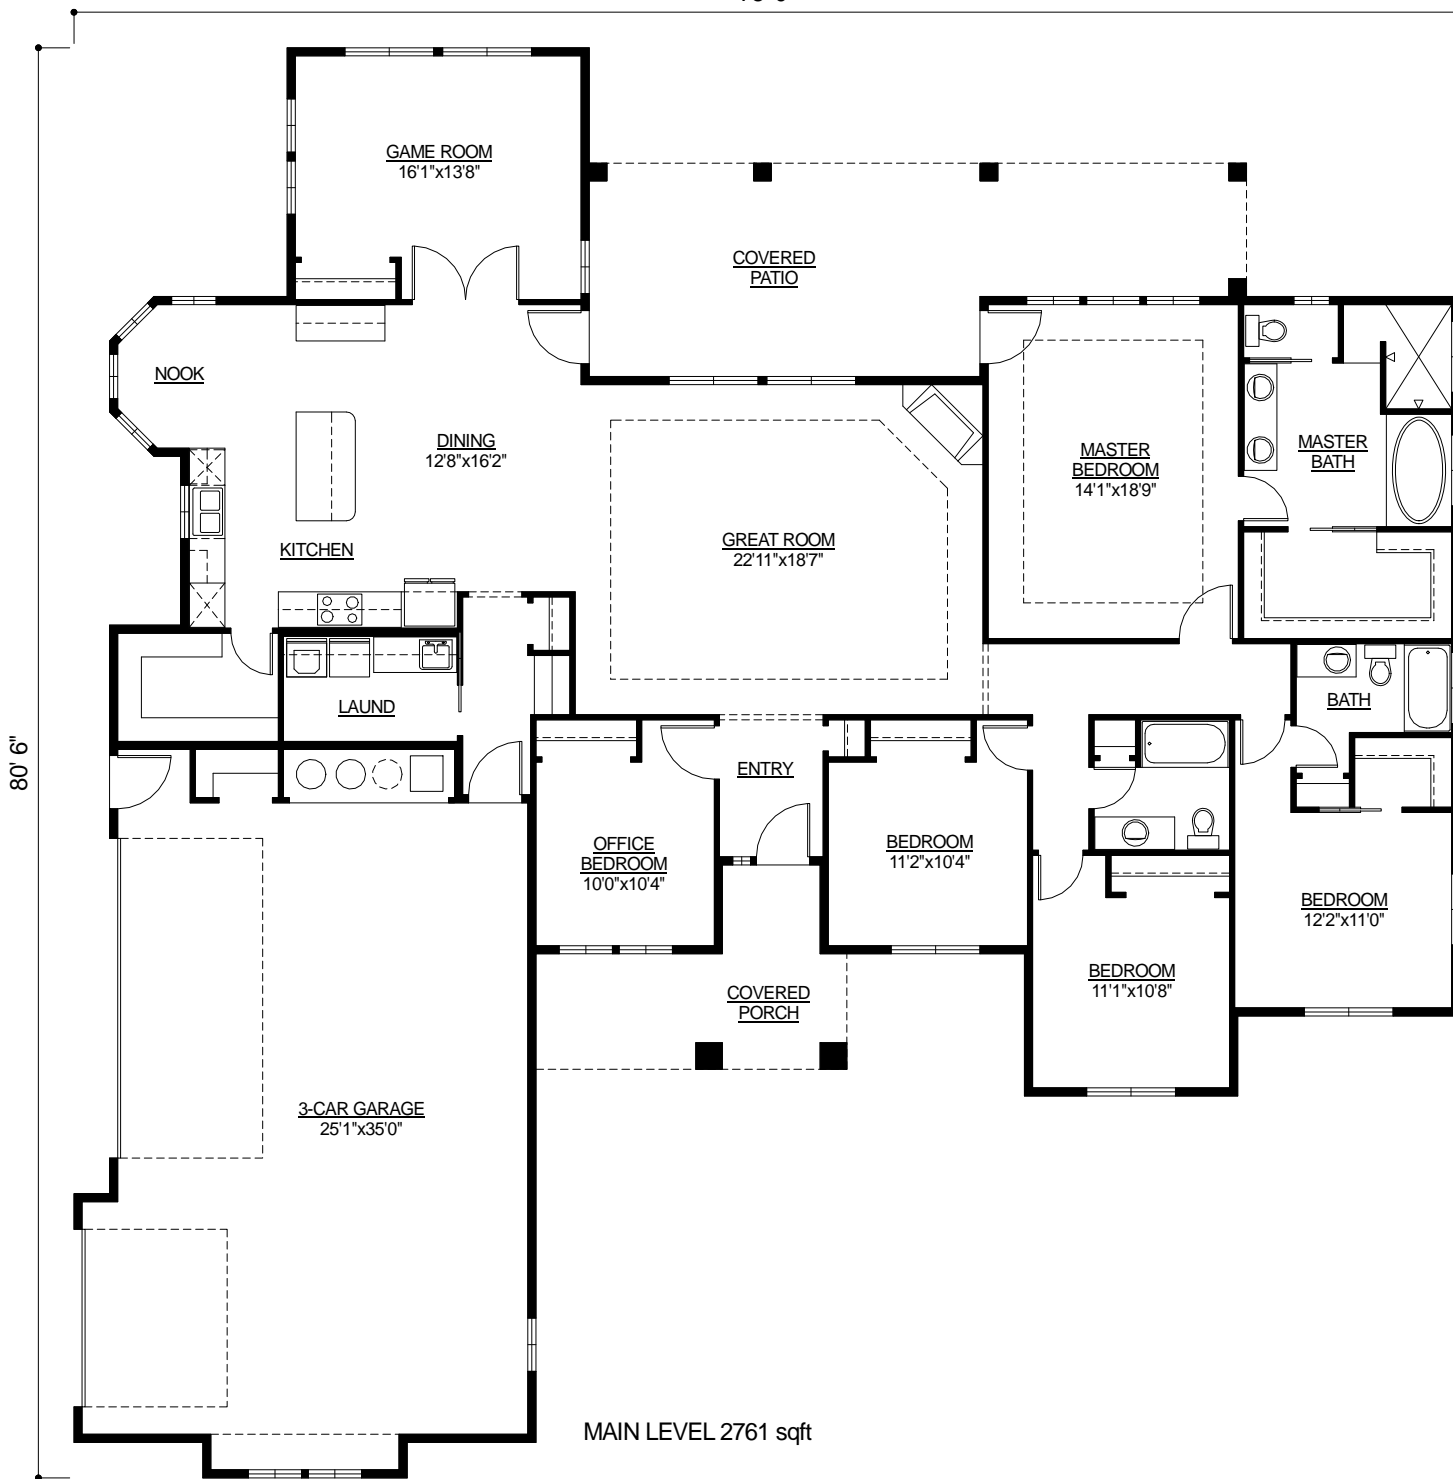 GAME ROOM
16'1"x13'8"
COVERED
PATIO
NOOK
DINING
12'8"x16'2"
MASTER
BEDROOM
14'1"x18'9"
MASTER
BATH
KITCHEN
GREAT ROOM
22'11"x18'7"
LAUND
BATH
80' 6"
ENTRY
OFFICE
BEDROOM
10'0"x10'4"
BEDROOM
11'2"x10'4"
BEDROOM
12'2"x11'0"
BEDROOM
11'1"x10'8"
COVERED
PORCH
3-CAR GARAGE
25'1"x35'0"
MAIN LEVEL 2761 sqft